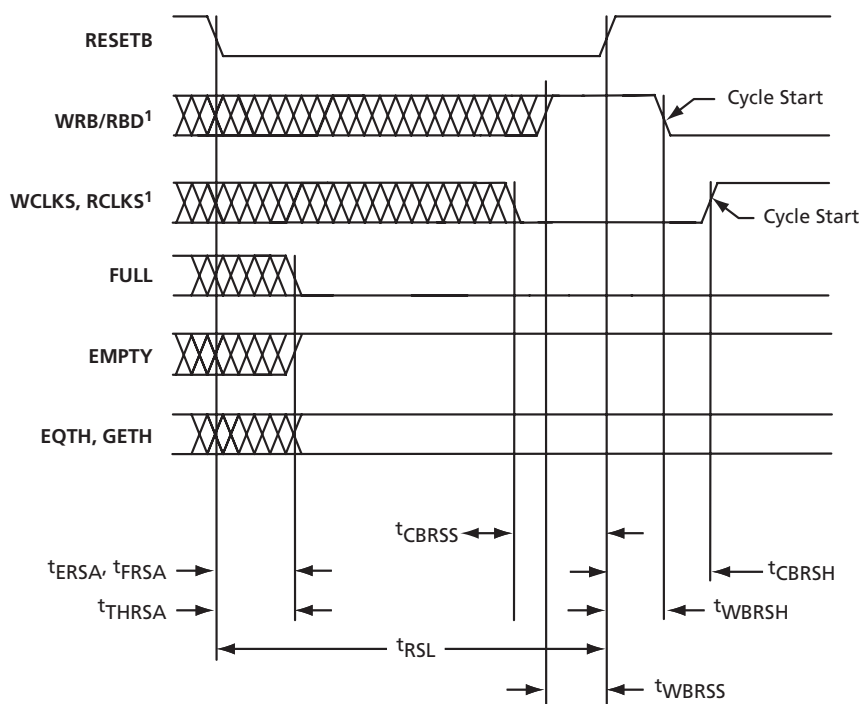 RESETB
WRB/RBD¹
Cycle Start
WCLKS, RCLKS¹
Cycle Start
FULL
EMPTY
EQTH, GETH
tCBRSS
tERSA, tFRSA
tCBRSH
tTHRSA
tWBRSH
tRSL
tWBRSS